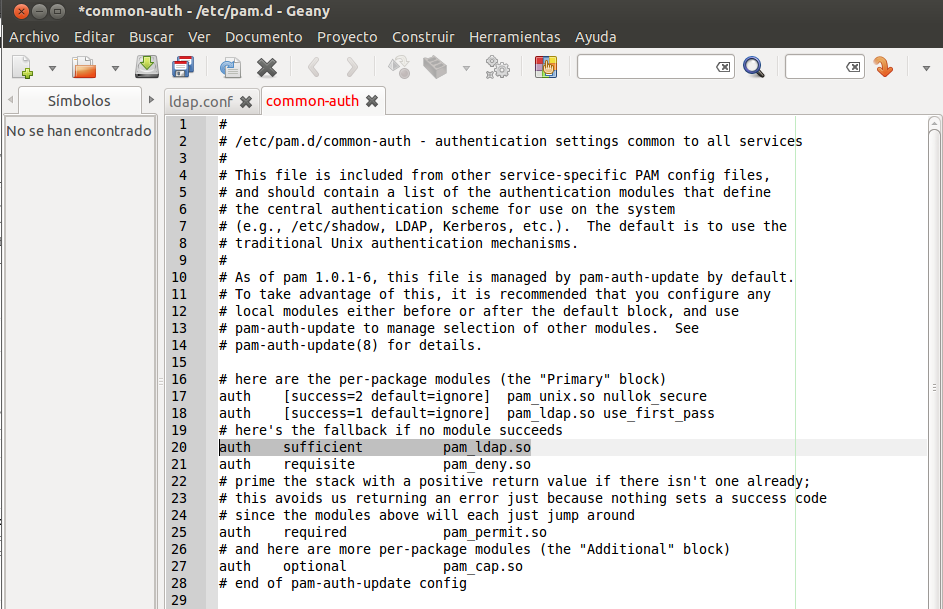 *common-auth - /etc/pam.d - Geany
Archivo Editar Buscar Ver Documento Proyecto Construir Herramientas Ayuda
Símbolos ldap.conf common-auth
No se han encontrado
1 #
2 # /etc/pam.d/common-auth - authentication settings common to all services
3 #
4 # This file is included from other service-specific PAM config files,
5 # and should contain a list of the authentication modules that define
6 # the central authentication scheme for use on the system
7 # (e.g., /etc/shadow, LDAP, Kerberos, etc.).  The default is to use the
8 # traditional Unix authentication mechanisms.
9 #
10 # As of pam 1.0.1-6, this file is managed by pam-auth-update by default.
11 # To take advantage of this, it is recommended that you configure any
12 # local modules either before or after the default block, and use
13 # pam-auth-update to manage selection of other modules.  See
14 # pam-auth-update(8) for details.
15
16 # here are the per-package modules (the "Primary" block)
17 auth    [success=2 default=ignore]  pam_unix.so nullok_secure
18 auth    [success=1 default=ignore]  pam_ldap.so use_first_pass
19 # here's the fallback if no module succeeds
20 auth    sufficient          pam_ldap.so
21 auth    requisite           pam_deny.so
22 # prime the stack with a positive return value if there isn't one already;
23 # this avoids us returning an error just because nothing sets a success code
24 # since the modules above will each just jump around
25 auth    required            pam_permit.so
26 # and here are more per-package modules (the "Additional" block)
27 auth    optional            pam_cap.so
28 # end of pam-auth-update config
29